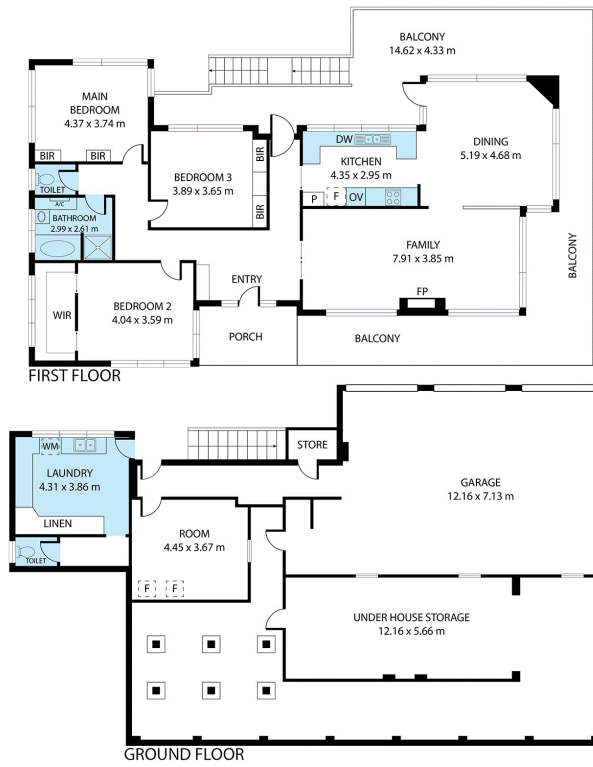 BALCONY
14.62 x 4.33 m
MAIN
BEDROOM
4.37 x 3.74 m
BIR
BIR
BEDROOM 3
3.89 x 3.65 m
BIR
BIR
DW
KITCHEN
4.35 x 2.95 m
P
F
OV
DINING
5.19 x 4.68 m
TOILET
A/C
BATHROOM
2.99 x 2.61 m
FAMILY
7.91 x 3.85 m
FP
BALCONY
ENTRY
WIR
BEDROOM 2
4.04 x 3.59 m
PORCH
BALCONY
FIRST FLOOR
WM
LAUNDRY
4.31 x 3.86 m
LINEN
TOILET
STORE
GARAGE
12.16 x 7.13 m
ROOM
4.45 x 3.67 m
F
F
UNDER HOUSE STORAGE
12.16 x 5.66 m
GROUND FLOOR